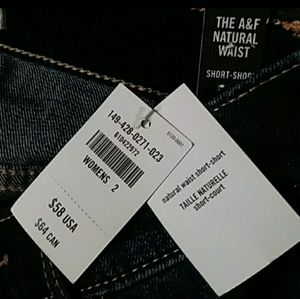 THE A&F
NATURAL
WAIST
SHORT-SHORT
149-428-0271-023
610422972
WOMENS 2
$58 USA
$64 CAN
natural waist short-short
TAILLE NATURELLE
short-court